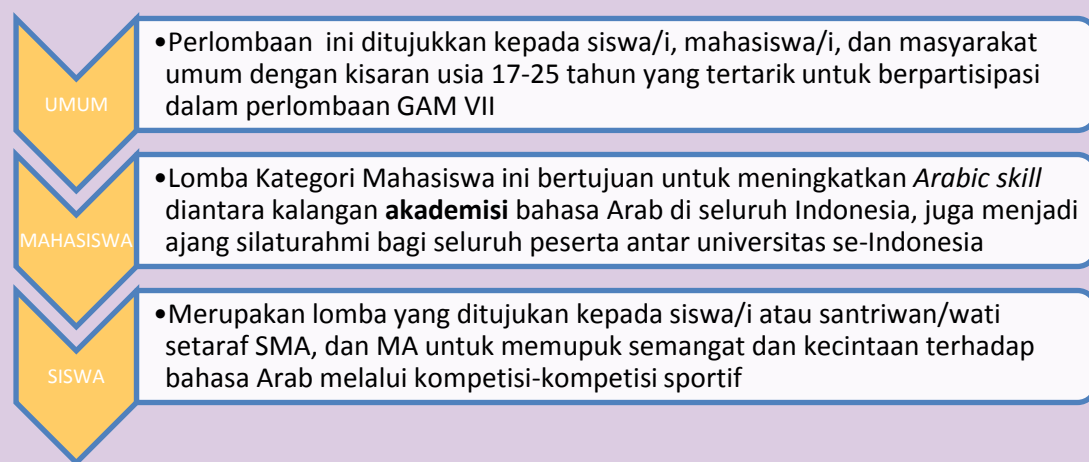 UMUM
•Perlombaan ini ditujukkan kepada siswa/i, mahasiswa/i, dan masyarakat
umum dengan kisaran usia 17-25 tahun yang tertarik untuk berpartisipasi
dalam perlombaan GAM VII
MAHASISWA
•Lomba Kategori Mahasiswa ini bertujuan untuk meningkatkan Arabic skill
diantara kalangan akademisi bahasa Arab di seluruh Indonesia, juga menjadi
ajang silaturahmi bagi seluruh peserta antar universitas se-Indonesia
SISWA
•Merupakan lomba yang ditujukan kepada siswa/i atau santriwan/wati
setaraf SMA, dan MA untuk memupuk semangat dan kecintaan terhadap
bahasa Arab melalui kompetisi-kompetisi sportif